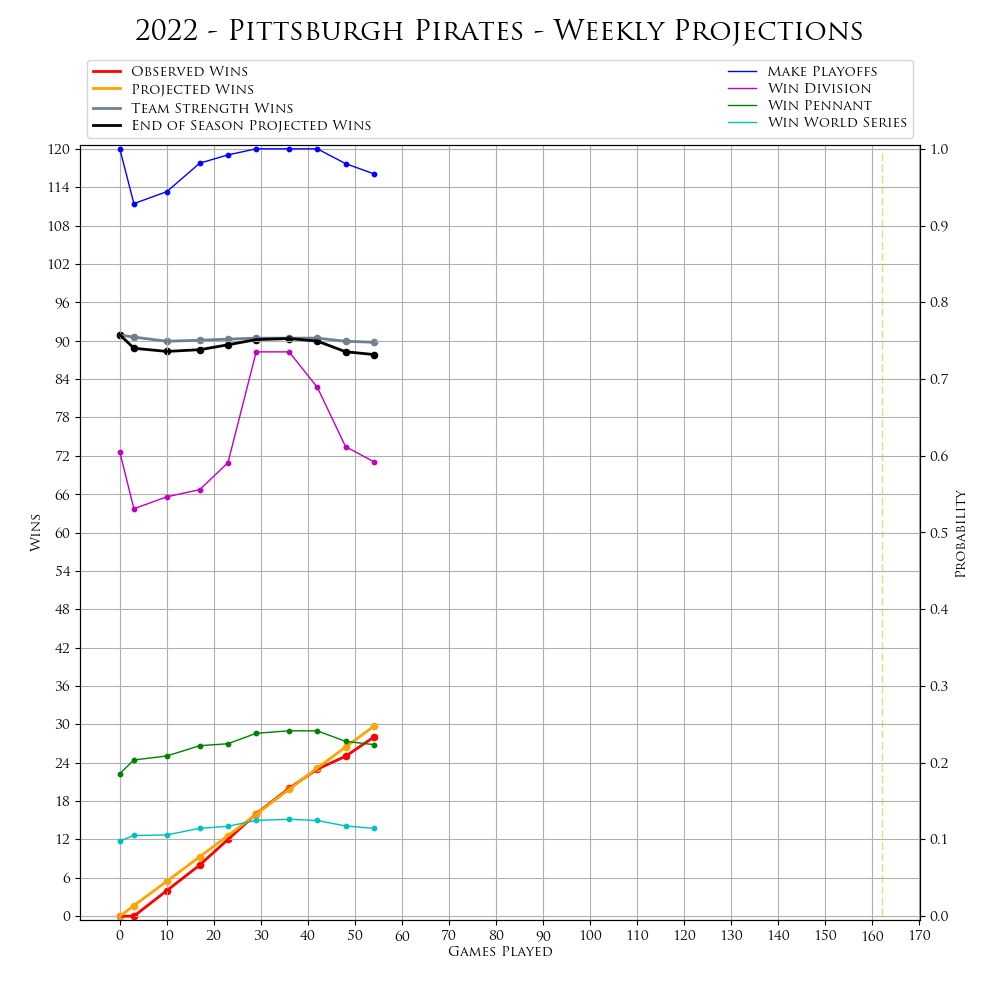 2022 - Pittsburgh Pirates - Weekly Projections
Observed Wins
Projected Wins
Team Strength Wins
End of Season Projected Wins
Make Playoffs
Win Division
Win Pennant
Win World Series
120
114
108
102
96
90
84
78
72
66
60
54
48
42
36
30
24
18
12
6
0
Wins
1.0
0.9
0.8
0.7
0.6
0.5
0.4
0.3
0.2
0.1
0.0
Probability
0 10 20 30 40 50 60 70 80 90 100 110 120 130 140 150 160 170
Games Played